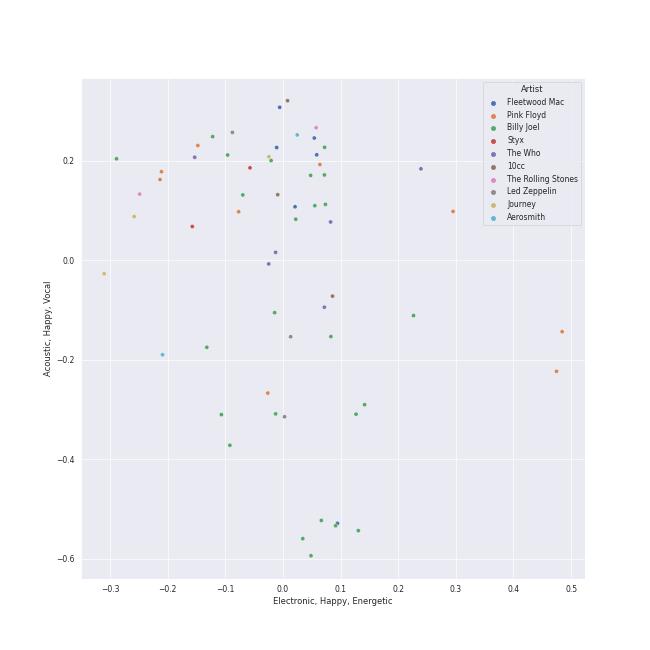 Artist
Fleetwood Mac
Pink Floyd
Billy Joel
Styx
The Who
10cc
The Rolling Stones
Led Zeppelin
Journey
Aerosmith
0.2
0.0
−0.2
−0.4
−0.6
Acoustic, Happy, Vocal
−0.3 −0.2 −0.1 0.0 0.1 0.2 0.3 0.4 0.5
Electronic, Happy, Energetic